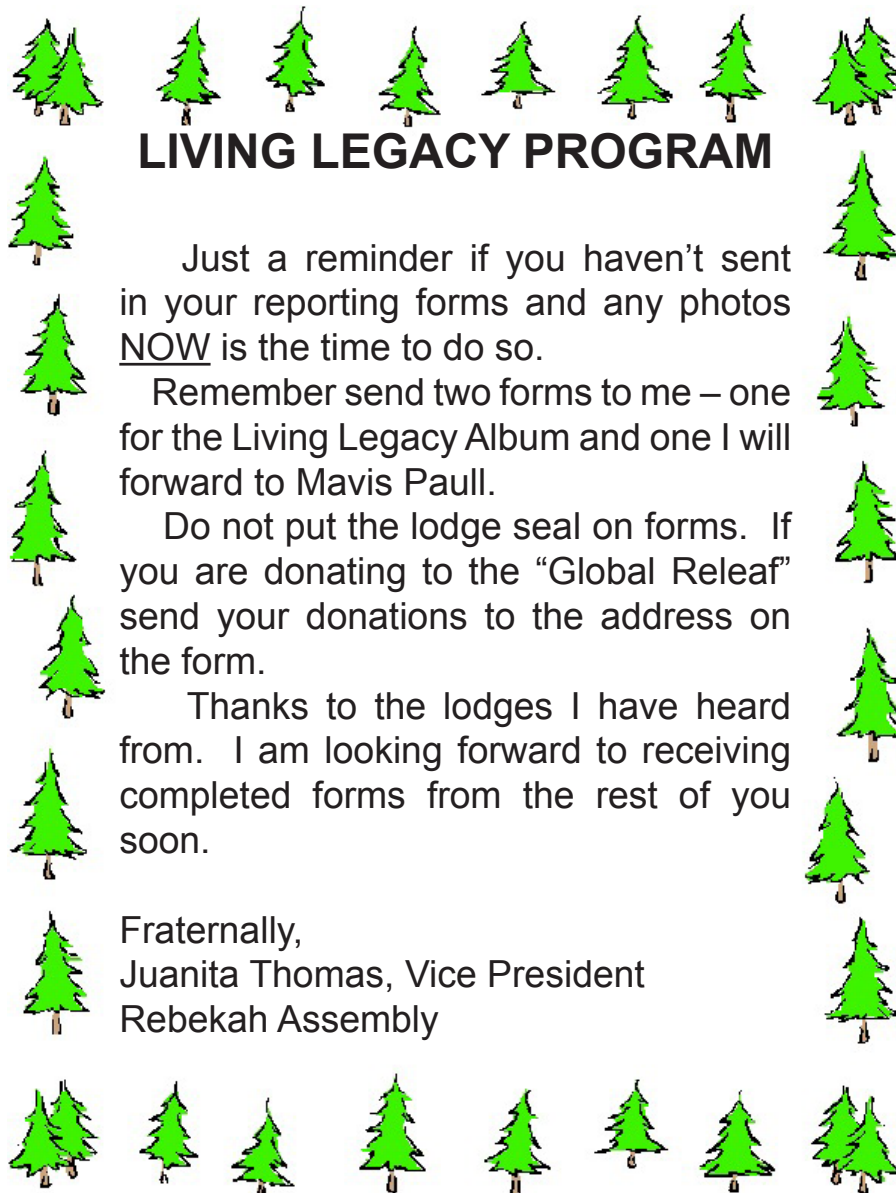 LIVING LEGACY PROGRAM
Just a reminder if you haven’t sent
in your reporting forms and any photos
NOW is the time to do so.
Remember send two forms to me – one
for the Living Legacy Album and one I will
forward to Mavis Paull.
Do not put the lodge seal on forms.  If
you are donating to the “Global Releaf”
send your donations to the address on
the form.
Thanks to the lodges I have heard
from.  I am looking forward to receiving
completed forms from the rest of you
soon.
Fraternally,
Juanita Thomas, Vice President
Rebekah Assembly